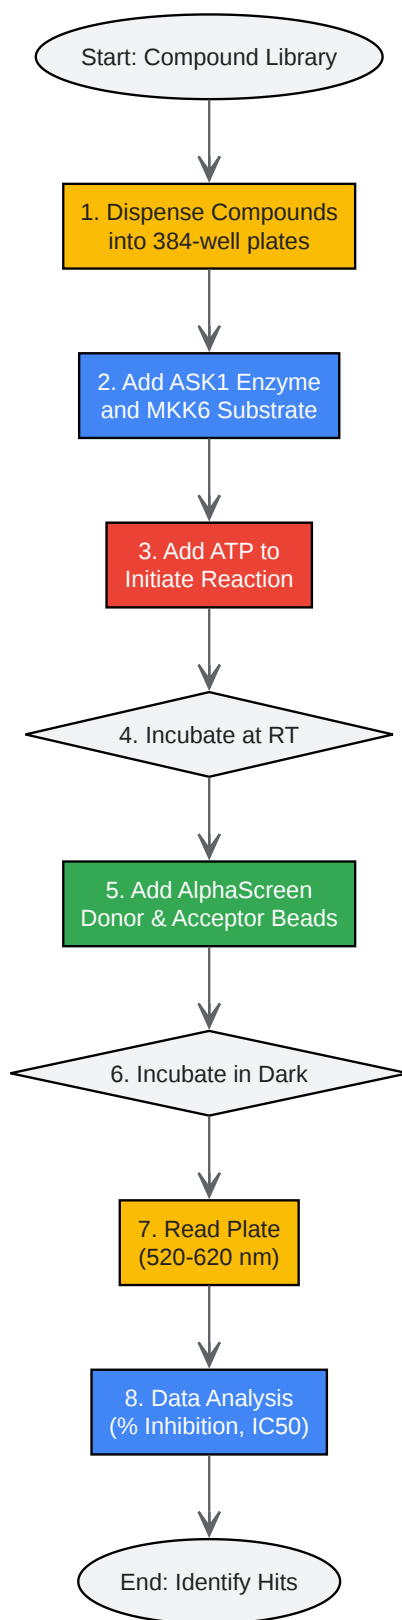 Start: Compound Library
1. Dispense Compounds
into 384-well plates
2. Add ASK1 Enzyme
and MKK6 Substrate
3. Add ATP to
Initiate Reaction
4. Incubate at RT
5. Add AlphaScreen
Donor & Acceptor Beads
6. Incubate in Dark
7. Read Plate
(520-620 nm)
8. Data Analysis
(% Inhibition, IC50)
End: Identify Hits